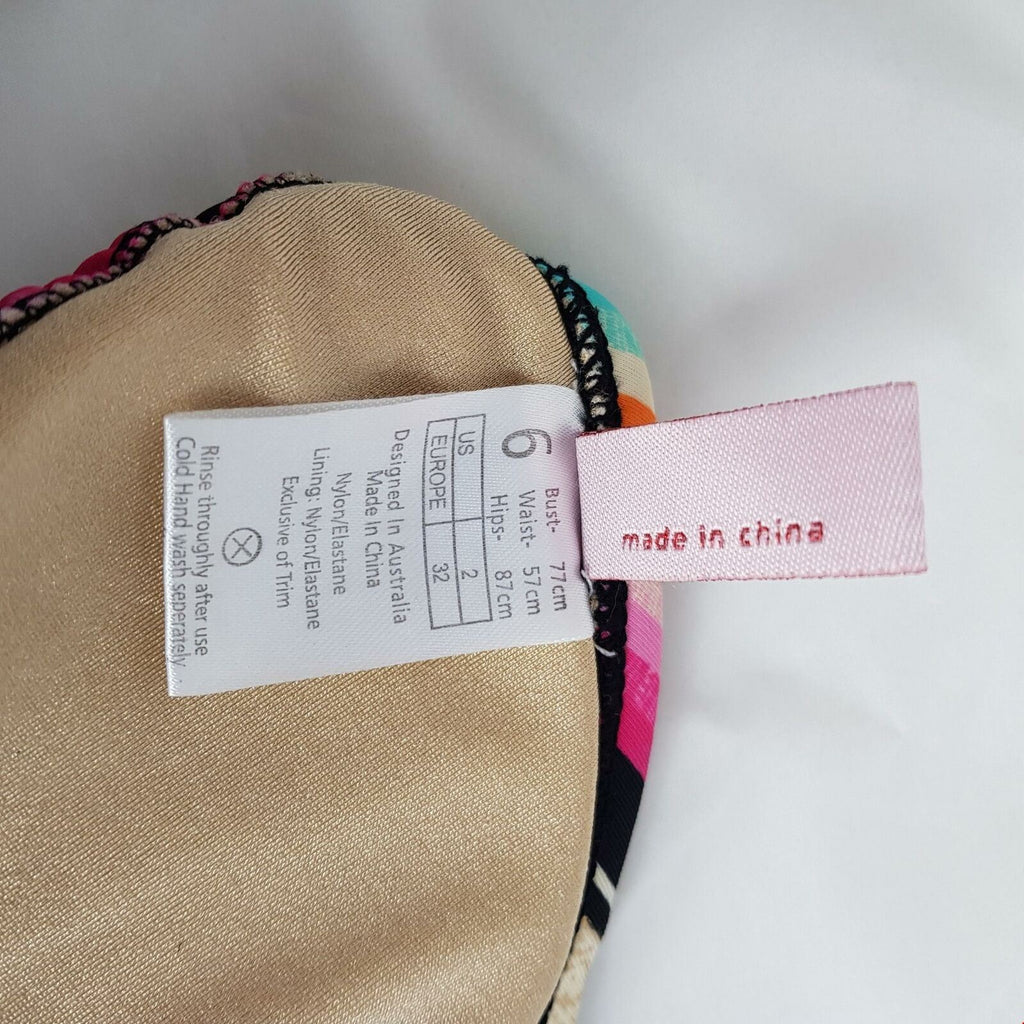 6
Bust- 77cm
Waist- 57cm
Hips- 87cm
US 2
EUROPE 32
Designed In Australia
Made In China
Nylon/Elastane
Lining: Nylon/Elastane
Exclusive of Trim
Rinse throughly after use
Cold Hand wash seperately
made in china